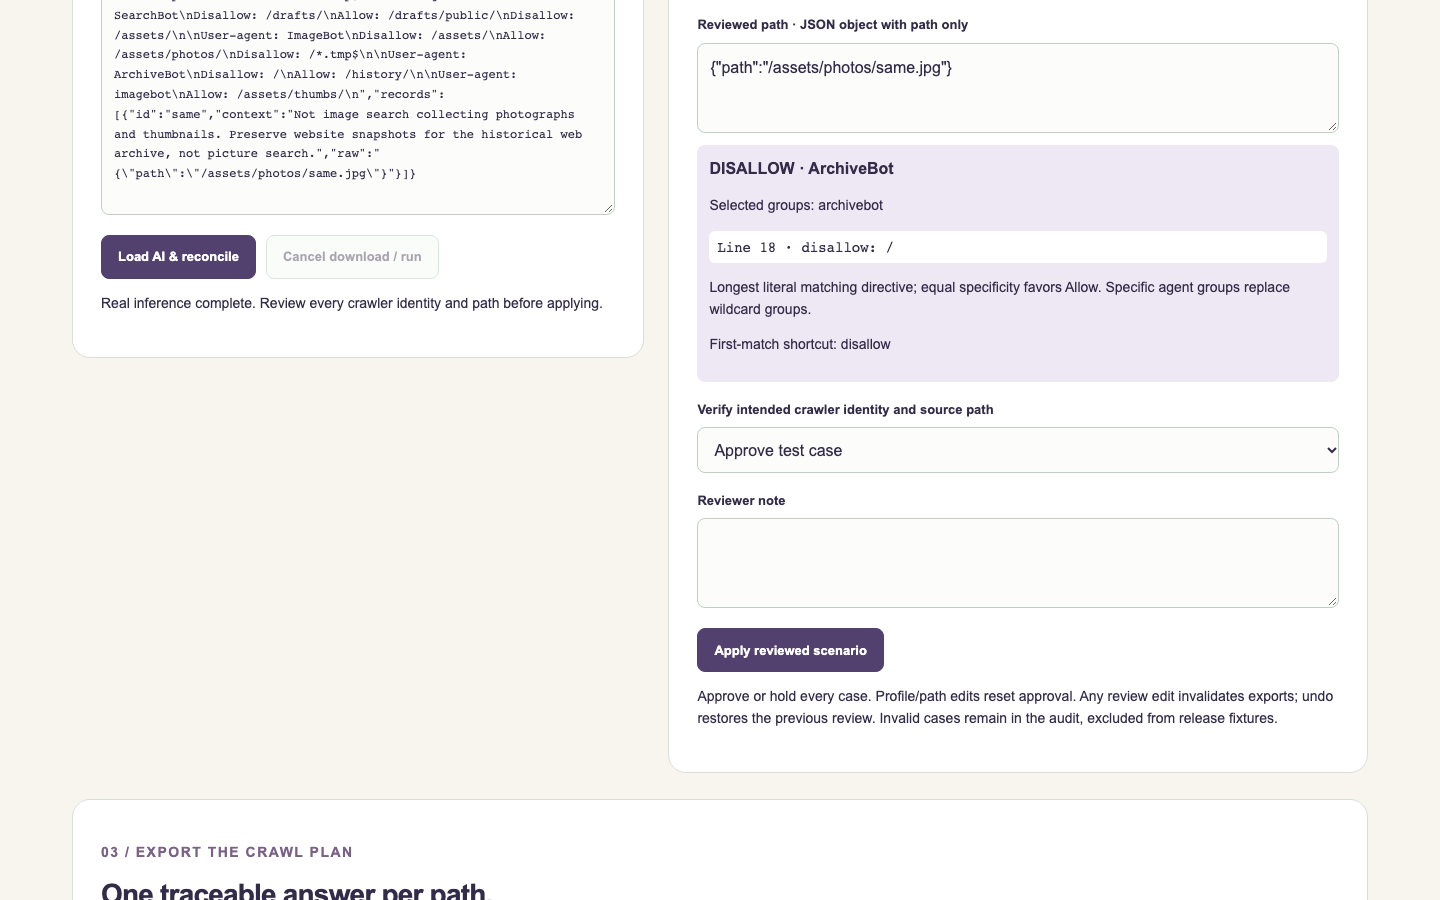 SearchBot\nDisallow: /drafts/\nAllow: /drafts/public/\nDisallow:
/assets/\n\nUser-agent: ImageBot\nDisallow: /assets/\nAllow:
/assets/photos/\nDisallow: /*.tmp$\n\nUser-agent:
ArchiveBot\nDisallow: /\nAllow: /history/\n\nUser-agent:
imagebot\nAllow: /assets/thumbs/\n","records":
[{"id":"same","context":"Not image search collecting photographs
and thumbnails. Preserve website snapshots for the historical web
archive, not picture search.","raw":"
{\"path\":\"/assets/photos/same.jpg\"}"}]}
Load AI & reconcile
Cancel download / run
Real inference complete. Review every crawler identity and path before applying.
Reviewed path · JSON object with path only
{"path":"/assets/photos/same.jpg"}
DISALLOW · ArchiveBot
Selected groups: archivebot
Line 18 · disallow: /
Longest literal matching directive; equal specificity favors Allow. Specific agent groups replace
wildcard groups.
First-match shortcut: disallow
Verify intended crawler identity and source path
Approve test case
Reviewer note
Apply reviewed scenario
Approve or hold every case. Profile/path edits reset approval. Any review edit invalidates exports; undo
restores the previous review. Invalid cases remain in the audit, excluded from release fixtures.
03 / EXPORT THE CRAWL PLAN
One traceable answer per path.